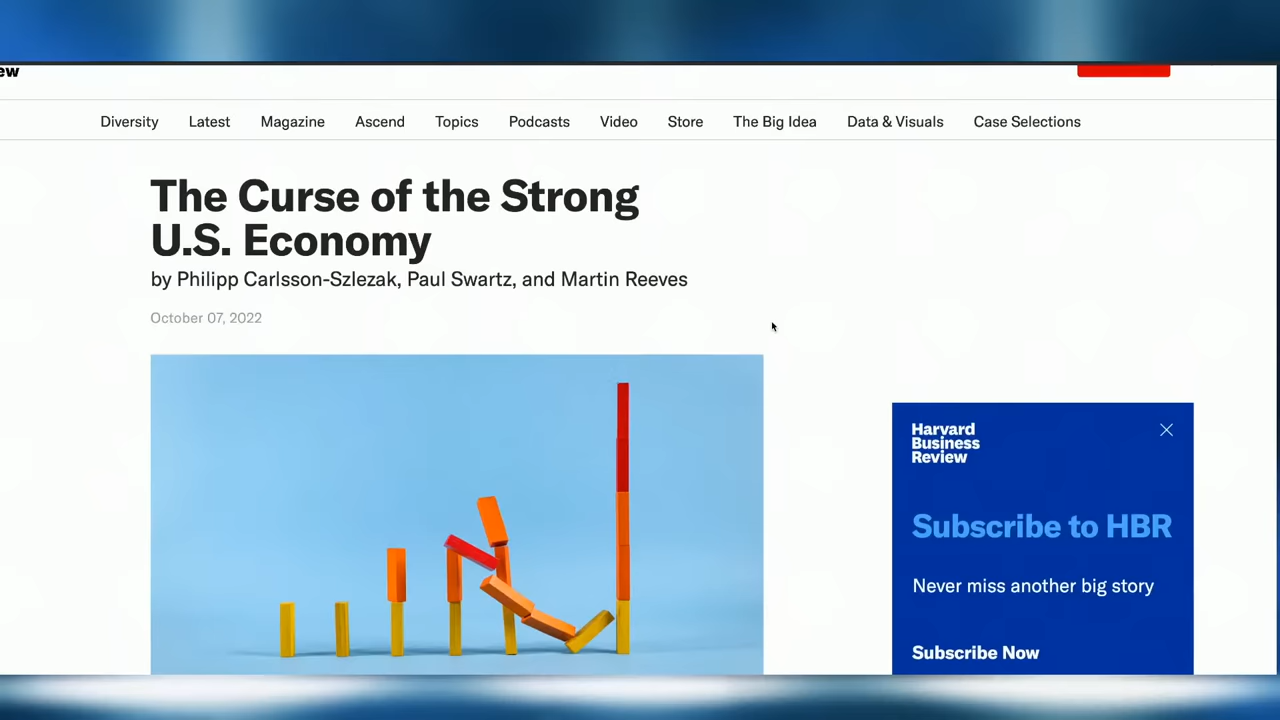 ew
Diversity Latest Magazine Ascend Topics Podcasts Video Store The Big Idea Data & Visuals Case Selections
The Curse of the Strong
U.S. Economy
by Philipp Carlsson-Szlezak, Paul Swartz, and Martin Reeves
October 07, 2022
Harvard
Business
Review
Subscribe to HBR
Never miss another big story
Subscribe Now